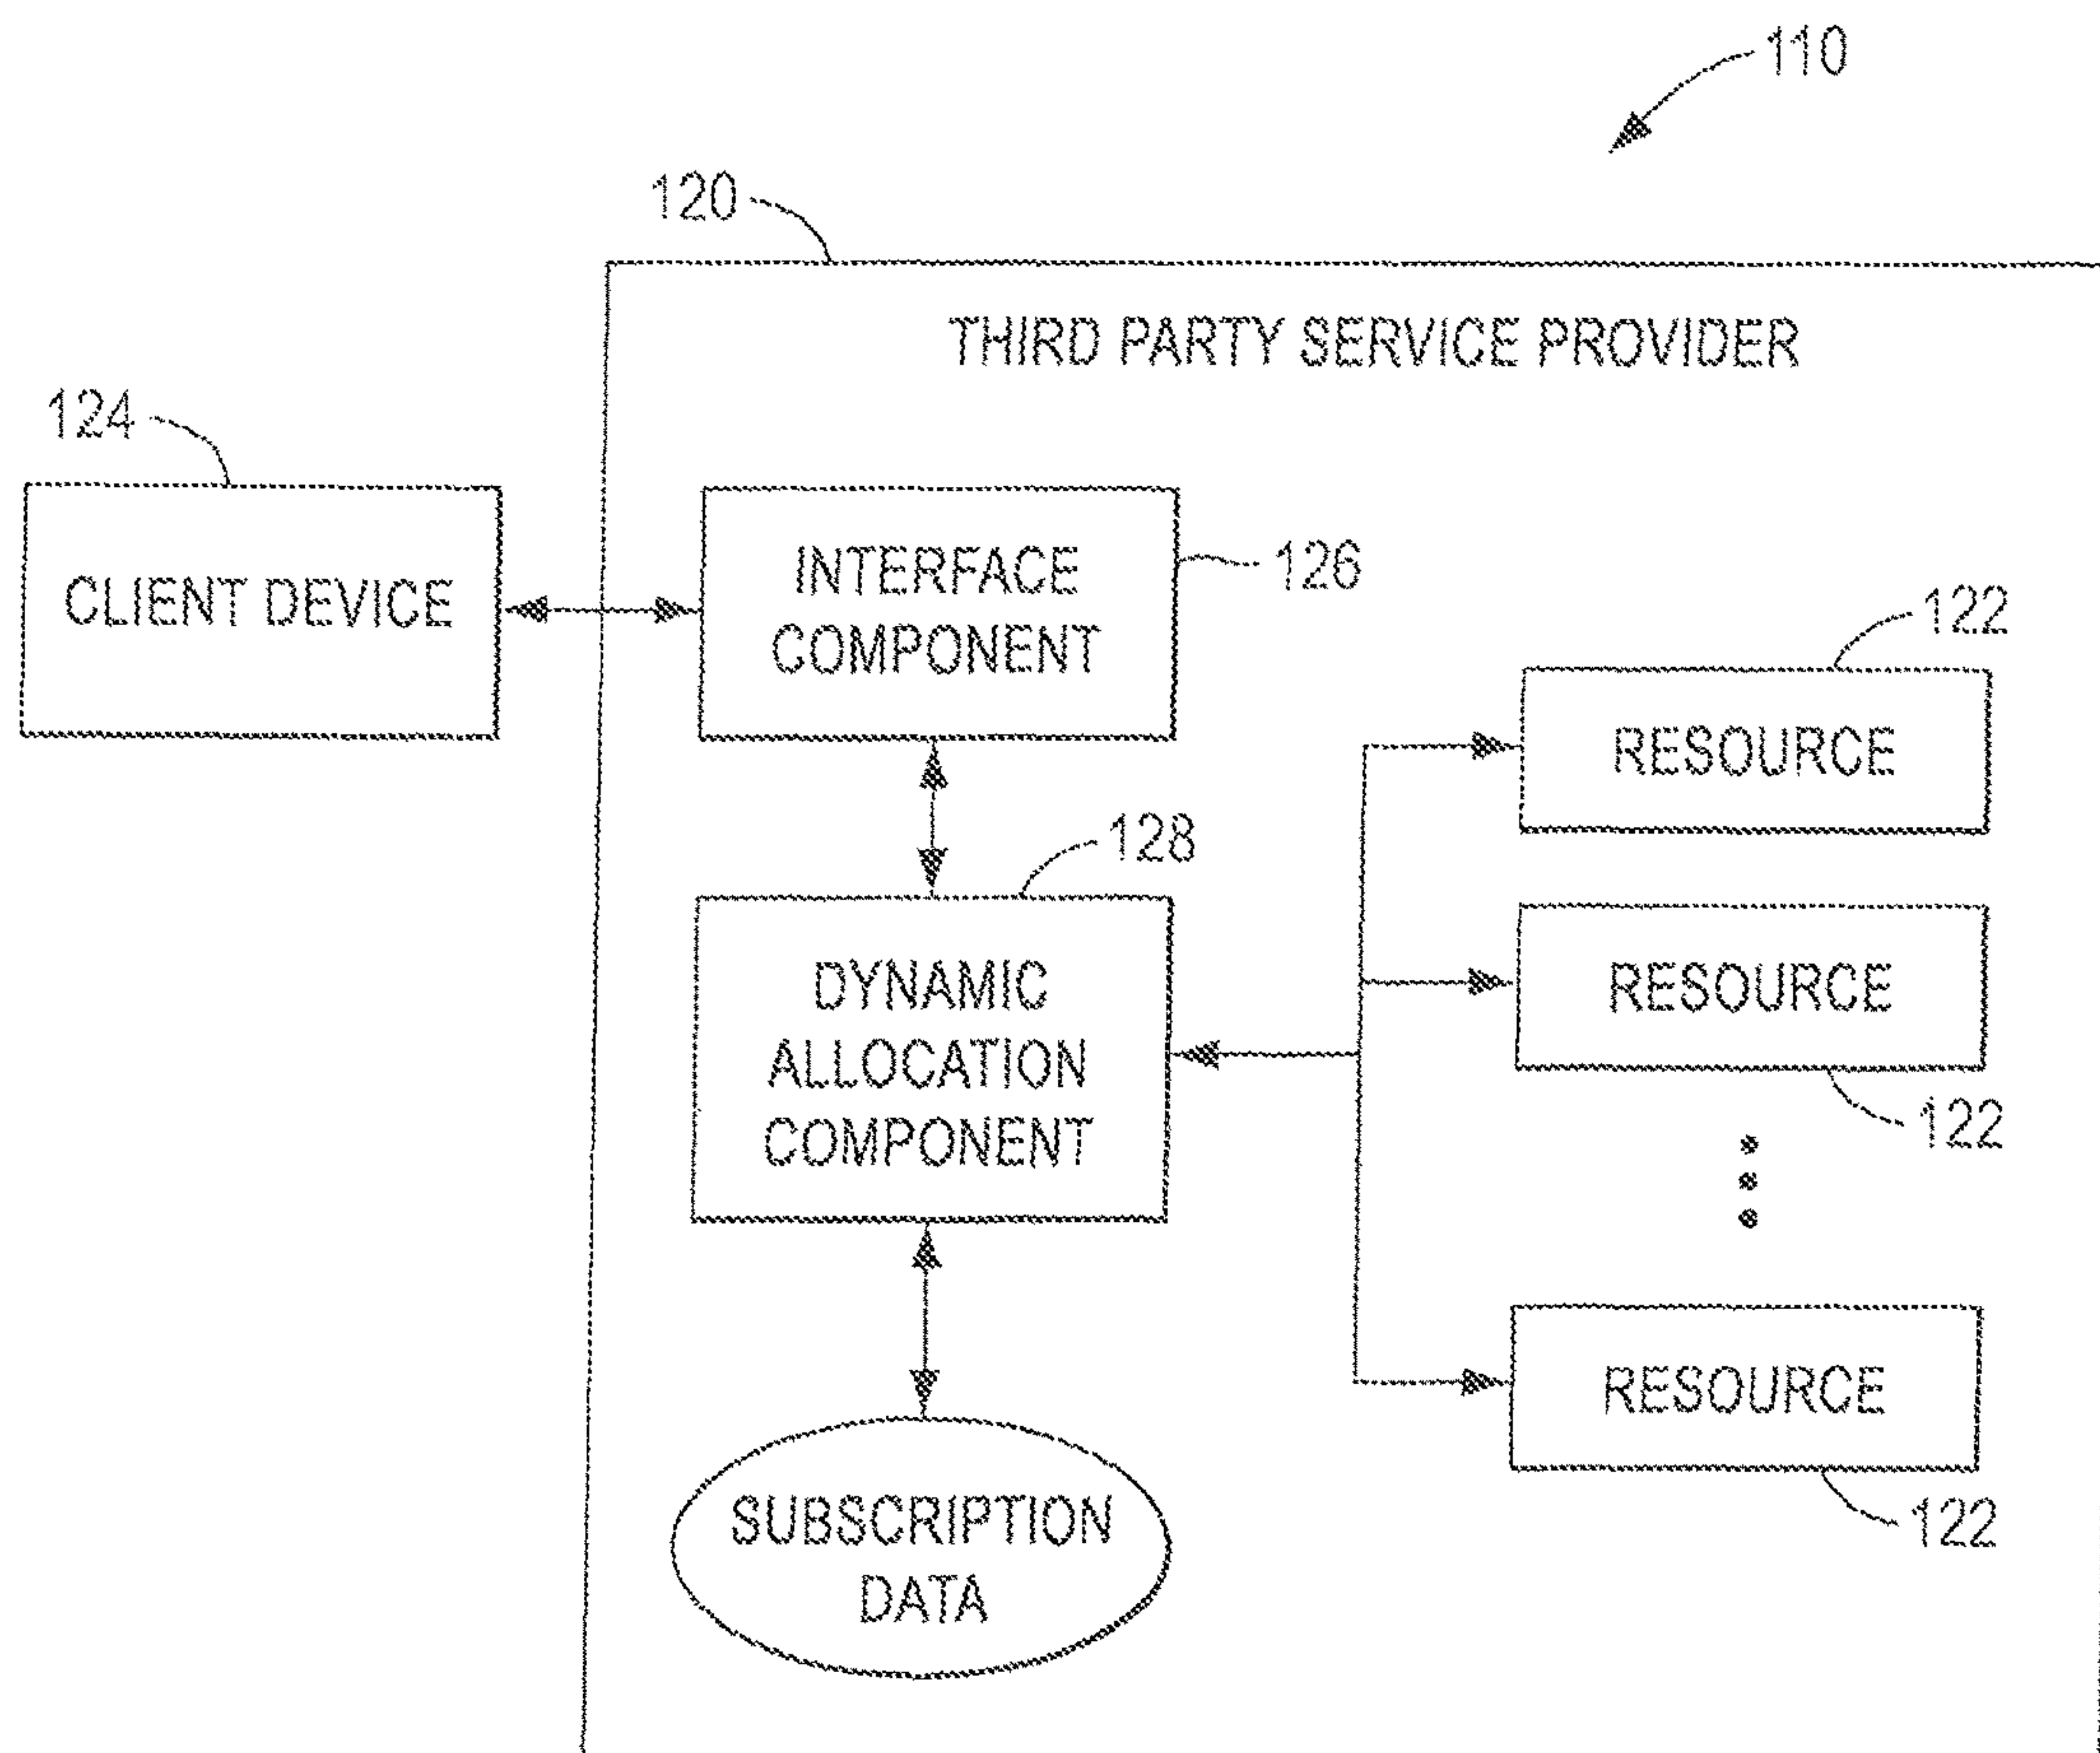 110
120
THIRD PARTY SERVICE PROVIDER
124
CLIENT DEVICE
INTERFACE
COMPONENT
126
122
RESOURCE
128
DYNAMIC
ALLOCATION
COMPONENT
RESOURCE
122
RESOURCE
122
SUBSCRIPTION
DATA